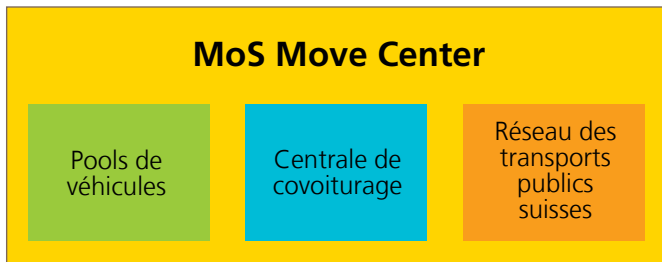 MoS Move Center
Pools de
véhicules
Centrale de
covoiturage
Réseau des
transports
publics
suisses